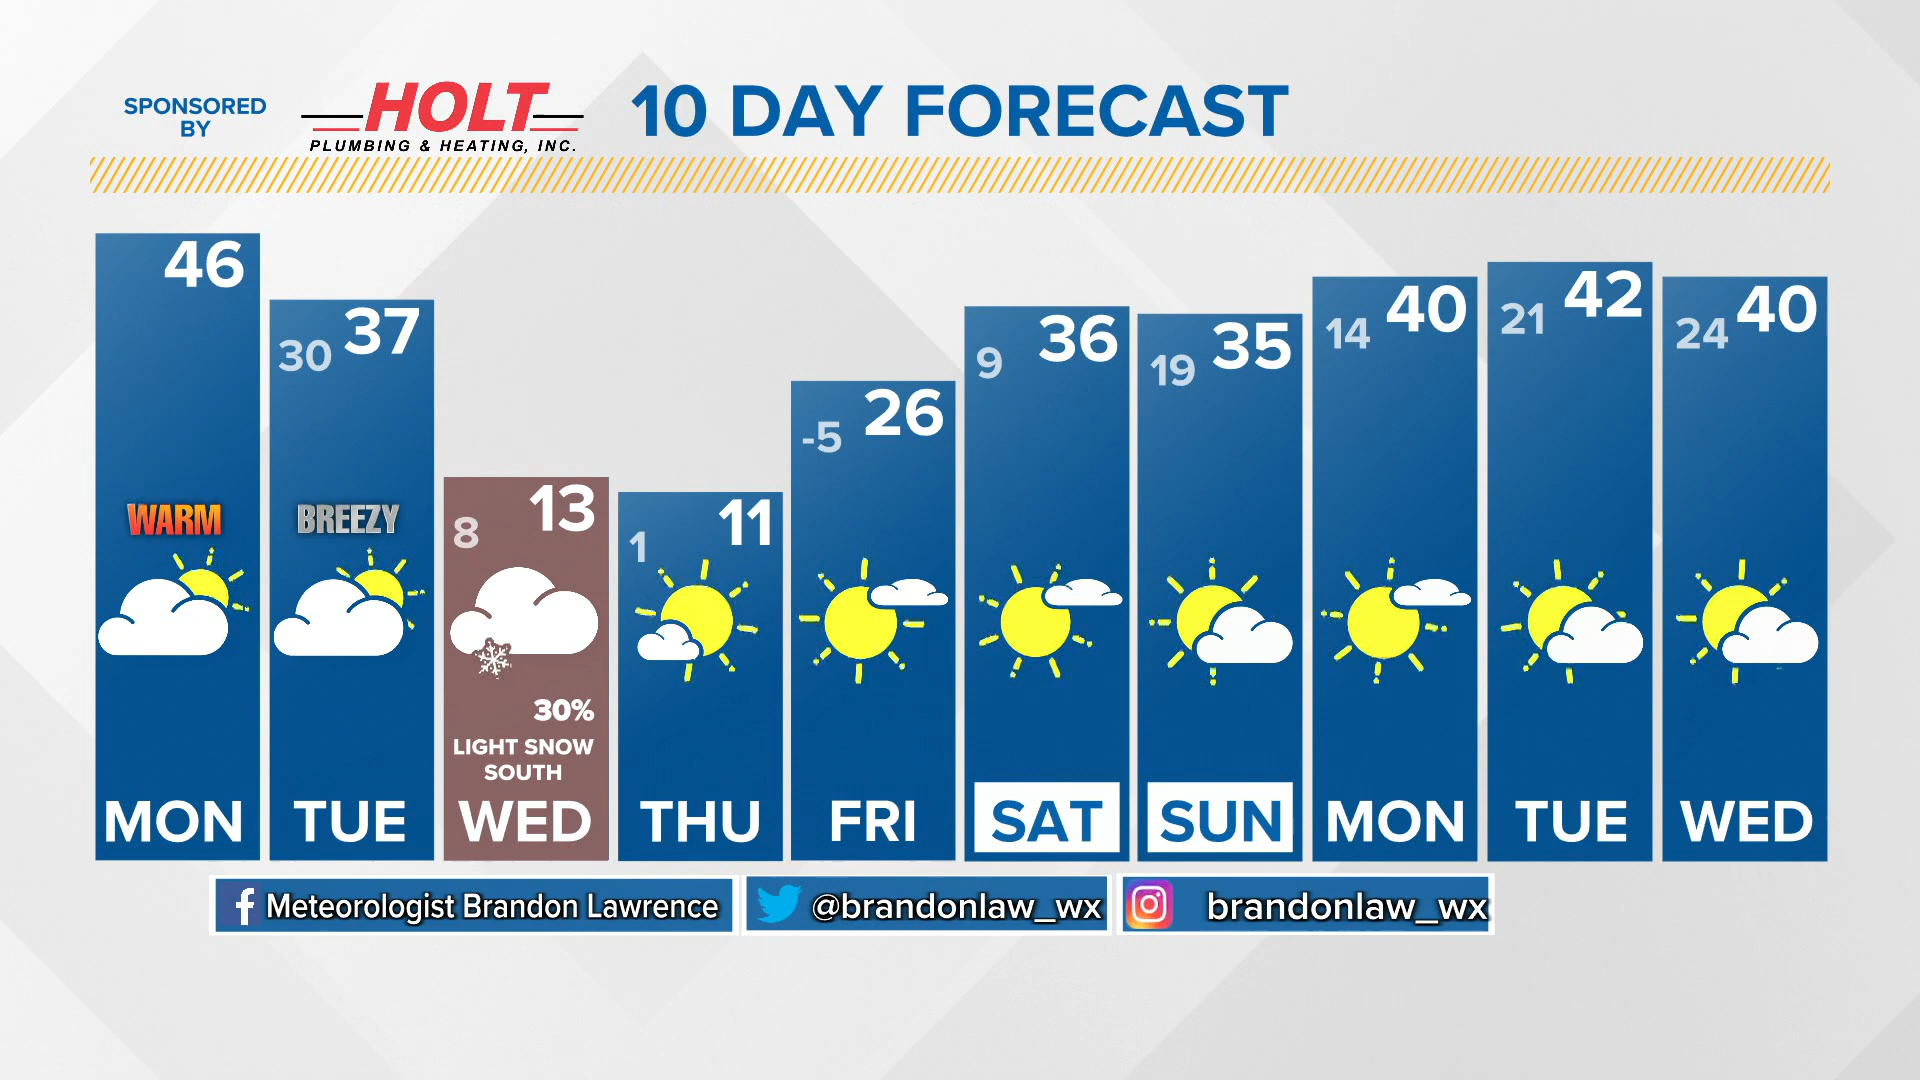 SPONSORED
BY
HOLT
PLUMBING & HEATING, INC.
10 DAY FORECAST
46
WARM
MON
30 37
BREEZY
TUE
8 13
30%
LIGHT SNOW
SOUTH
WED
1 11
THU
-5 26
FRI
9 36
SAT
19 35
SUN
14 40
MON
21 42
TUE
24 40
WED
f Meteorologist Brandon Lawrence
@brandonlaw_wx
brandonlaw_wx